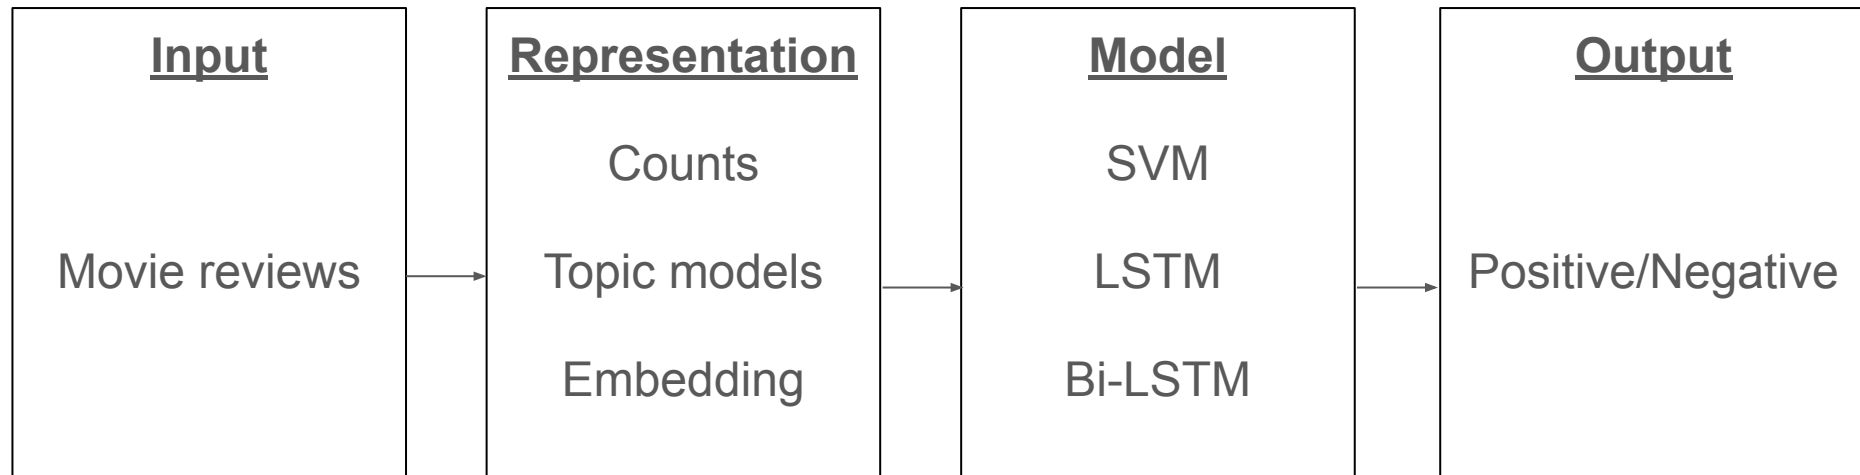 Input
Movie reviews
Representation
Counts
Topic models
Embedding
Model
SVM
LSTM
Bi-LSTM
Output
Positive/Negative